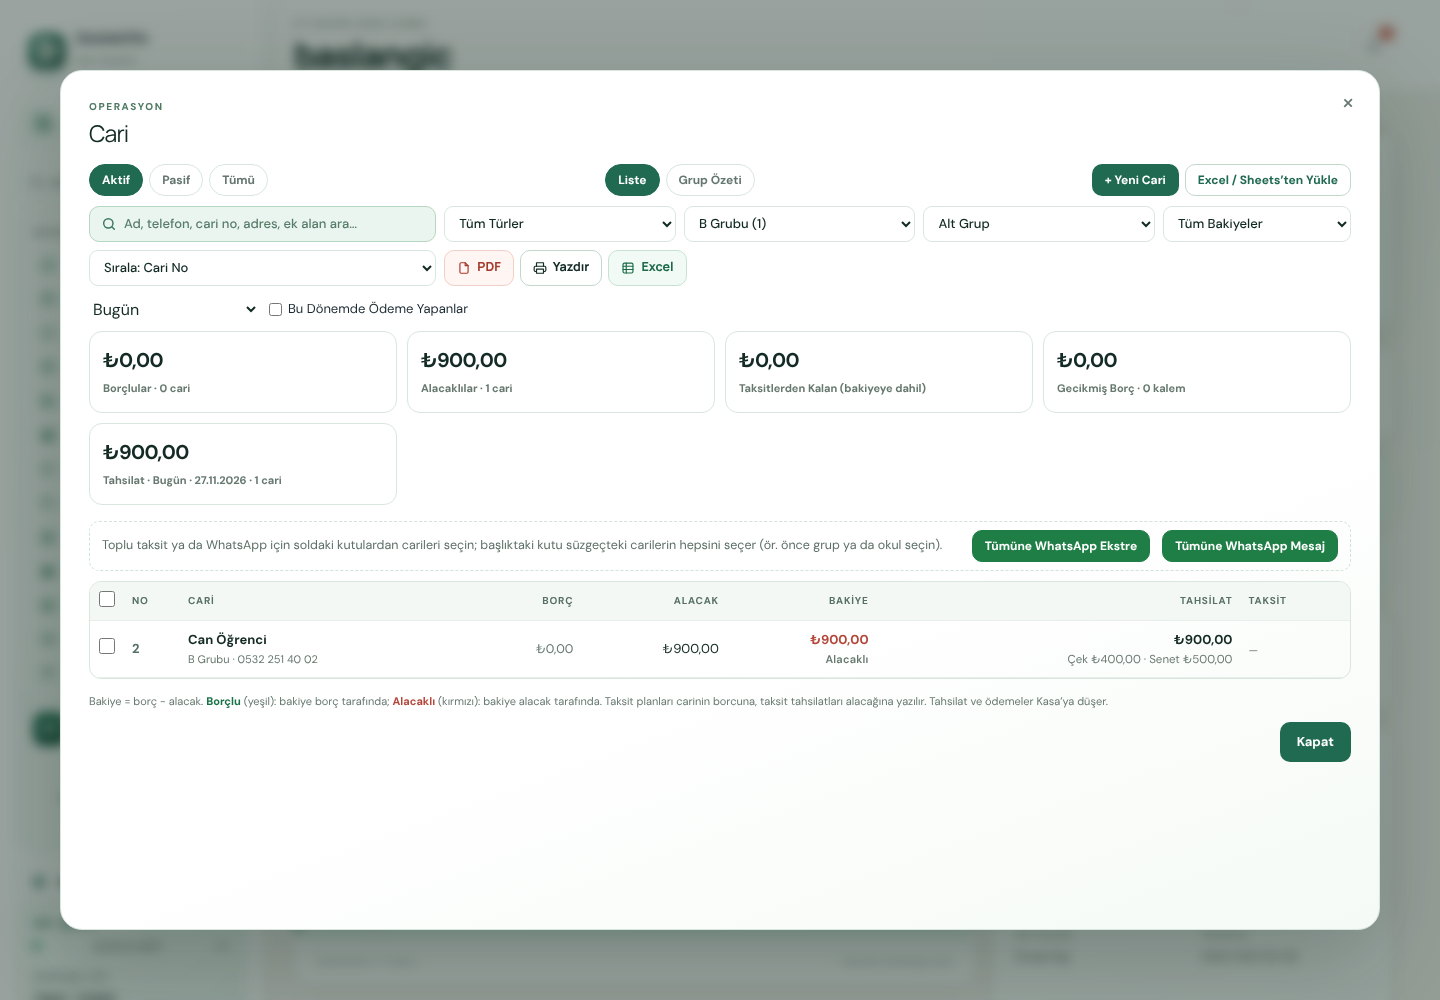 baslangic
OPERASYON
Cari
×
Aktif Pasif Tümü Liste Grup Özeti + Yeni Cari Excel / Sheets'ten Yükle
Ad, telefon, cari no, adres, ek alan ara... Tüm Türler B Grubu (1) Alt Grup Tüm Bakiyeler
Sırala: Cari No PDF Yazdır Excel
Bugün Bu Dönemde Ödeme Yapanlar
₺0,00 ₺900,00 ₺0,00 ₺0,00
Borçlular · 0 cari Alacaklılar · 1 cari Taksitlerden Kalan (bakiyeye dahil) Gecikmiş Borç · 0 kalem
₺900,00
Tahsilat · Bugün · 27.11.2026 · 1 cari
Toplu taksit ya da WhatsApp için soldaki kutulardan carileri seçin; başlıktaki kutu süzgeçteki carilerin hepsini seçer (ör. önce grup ya da okul seçin). Tümüne WhatsApp Ekstre Tümüne WhatsApp Mesaj
NO CARİ BORÇ ALACAK BAKİYE TAHSİLAT TAKSİT
2 Can Öğrenci ₺0,00 ₺900,00 ₺900,00 ₺900,00 —
B Grubu · 0532 251 40 02 Alacaklı Çek ₺400,00 · Senet ₺500,00
Bakiye = borç − alacak. Borçlu (yeşil): bakiye borç tarafında; Alacaklı (kırmızı): bakiye alacak tarafında. Taksit planları carinin borcuna, taksit tahsilatları alacağına yazılır. Tahsilat ve ödemeler Kasa'ya düşer.
Kapat